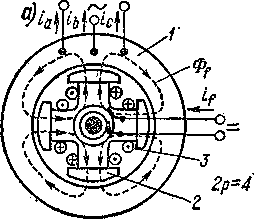 а) i_a i_b ~ i_c
1
Φ_f
i_f
=
3
2
2p=4